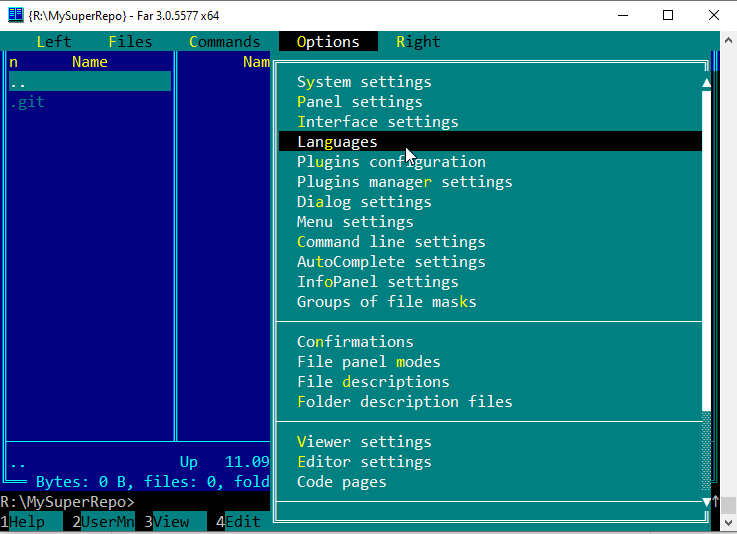 {R:\MySuperRepo} - Far 3.0.5577 x64
Left Files Commands Options Right
n Name Nam
..
.git
System settings
Panel settings
Interface settings
Languages
Plugins configuration
Plugins manager settings
Dialog settings
Menu settings
Command line settings
AutoComplete settings
InfoPanel settings
Groups of file masks
Confirmations
File panel modes
File descriptions
Folder description files
Viewer settings
Editor settings
Code pages
.. Up 11.09
Bytes: 0 B, files: 0, fold
R:\MySuperRepo>
1Help 2UserMn 3View 4Edit